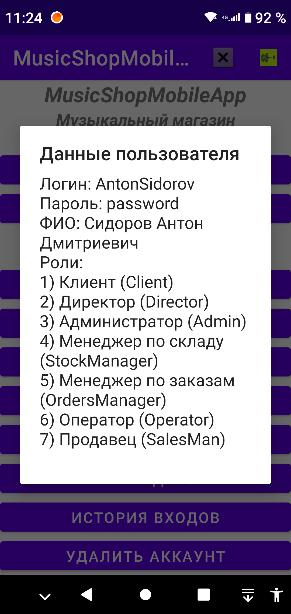 11:24
92 %
MusicShopMobil...
MusicShopMobileApp
Музыкальный магазин
Данные пользователя
Логин: AntonSidorov
Пароль: password
ФИО: Сидоров Антон
Дмитриевич
Роли:
1) Клиент (Client)
2) Директор (Director)
3) Администратор (Admin)
4) Менеджер по складу
(StockManager)
5) Менеджер по заказам
(OrdersManager)
6) Оператор (Operator)
7) Продавец (SalesMan)
ИСТОРИЯ ВХОДОВ
УДАЛИТЬ АККАУНТ